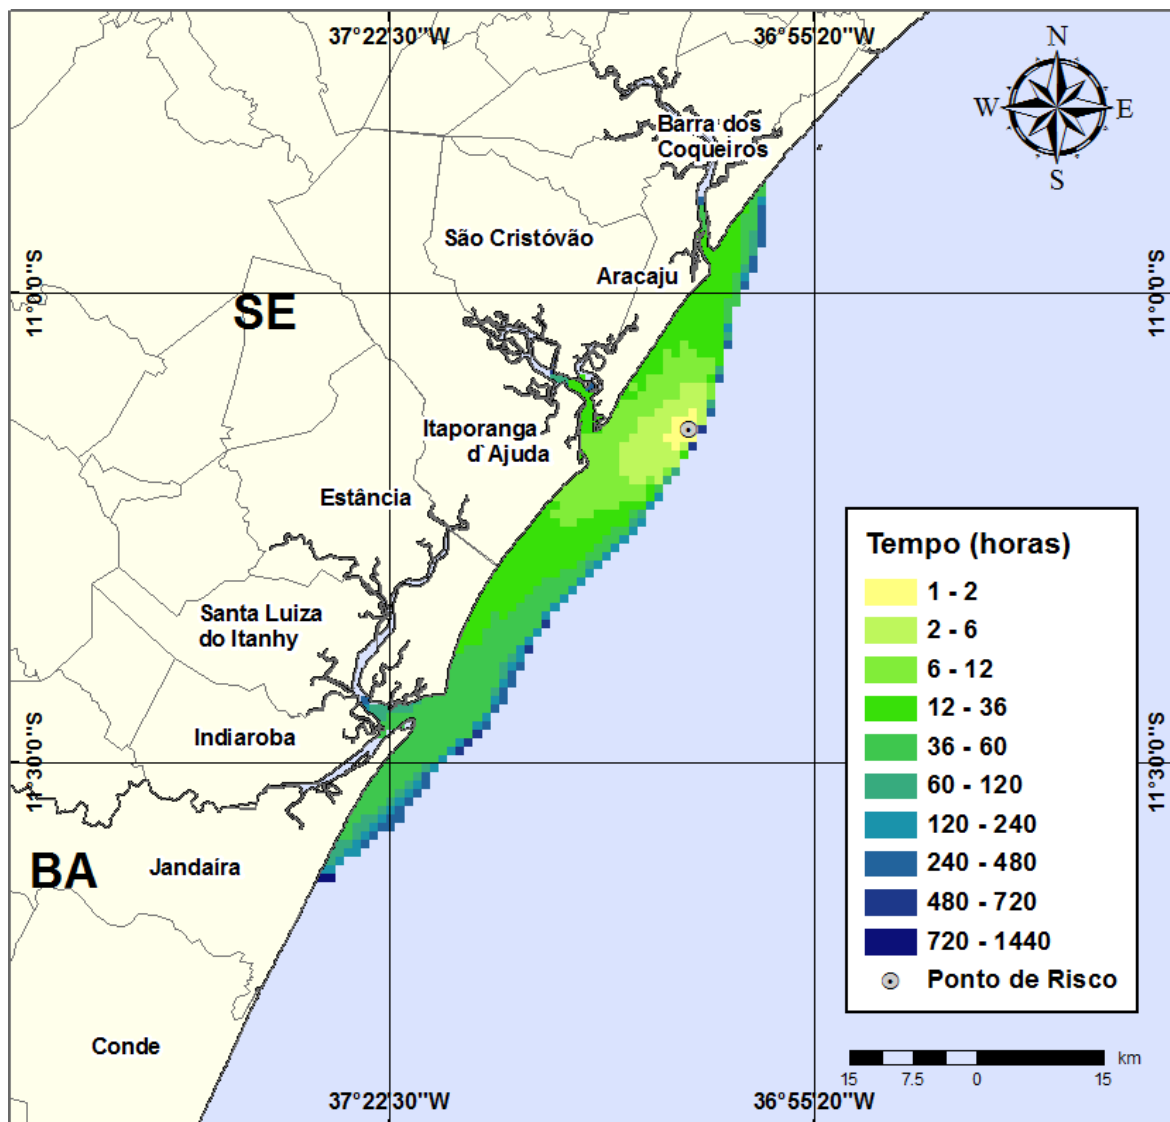 37°22'30"W
36°55'20"W
N
W
E
S
Barra dos
Coqueiros
São Cristóvão
Aracaju
11°0'0"S
11°0'0"S
SE
Itaporanga
d`Ajuda
Estância
Santa Luiza
do Itanhy
Indiaroba
11°30'0"S
11°30'0"S
BA
Jandaíra
Conde
Tempo (horas)
1 - 2
2 - 6
6 - 12
12 - 36
36 - 60
60 - 120
120 - 240
240 - 480
480 - 720
720 - 1440
Ponto de Risco
km
15 7.5 0 15
37°22'30"W
36°55'20"W